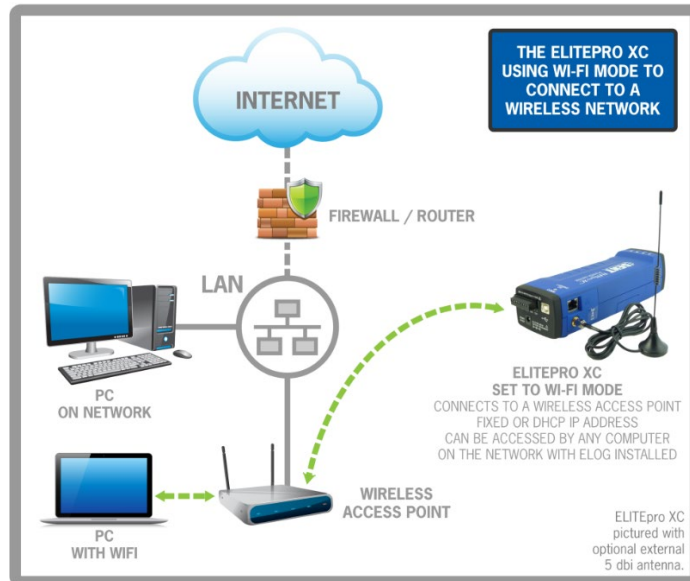 THE ELITEPRO XC
USING WI-FI MODE TO
CONNECT TO A
WIRELESS NETWORK
INTERNET
FIREWALL / ROUTER
LAN
PC
ON NETWORK
ELITEPRO XC
SET TO WI-FI MODE
CONNECTS TO A WIRELESS ACCESS POINT
FIXED OR DHCP IP ADDRESS
CAN BE ACCESSED BY ANY COMPUTER
ON THE NETWORK WITH ELOG INSTALLED
WIRELESS
ACCESS POINT
PC
WITH WIFI
ELITEpro XC
pictured with
optional external
5 dbi antenna.